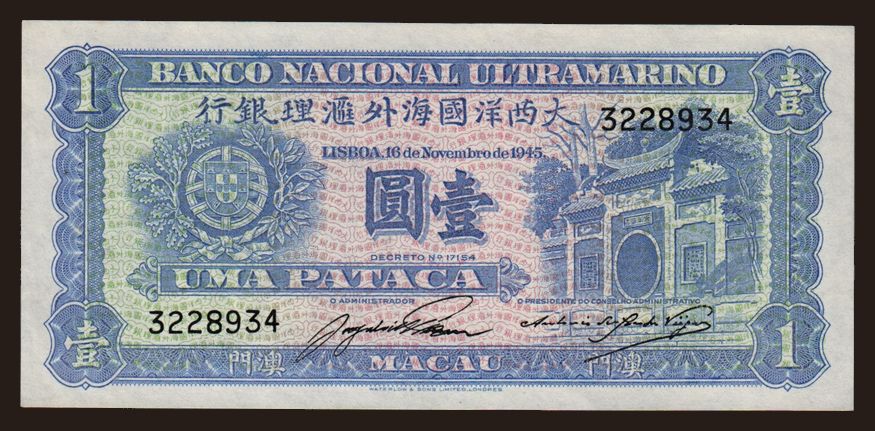 1 BANCO NACIONAL ULTRAMARINO 壹
行銀理滙外海國洋西大 3228934
LISBOA, 16 de Novembro de 1945.
圓壹
DECRETO Nº 17154
UMA PATACA
O ADMINISTRADOR O PRESIDENTE DO CONSELHO ADMINISTRATIVO
3228934
壹 門澳 MACAU 門澳 1
WATERLOW & SONS LIMITED, LONDRES.